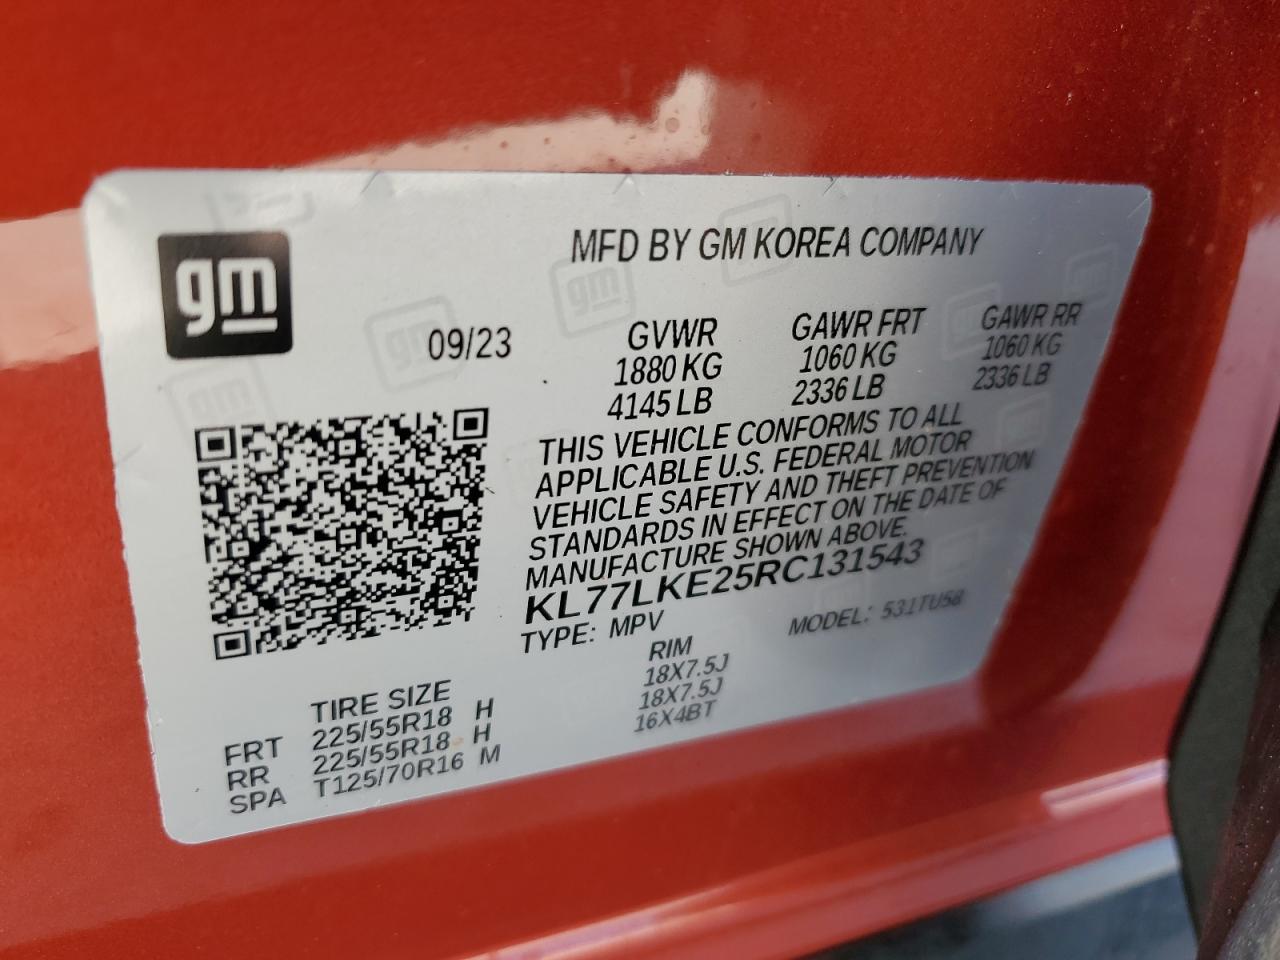 gm
MFD BY GM KOREA COMPANY
09/23
GVWR GAWR FRT GAWR RR
1880 KG 1060 KG 1060 KG
4145 LB 2336 LB 2336 LB
THIS VEHICLE CONFORMS TO ALL
APPLICABLE U.S. FEDERAL MOTOR
VEHICLE SAFETY AND THEFT PREVENTION
STANDARDS IN EFFECT ON THE DATE OF
MANUFACTURE SHOWN ABOVE.
KL77LKE25RC131543
TYPE: MPV MODEL: 531TU58
TIRE SIZE RIM
FRT 225/55R18 H 18X7.5J
RR 225/55R18 H 18X7.5J
SPA T125/70R16 M 16X4BT